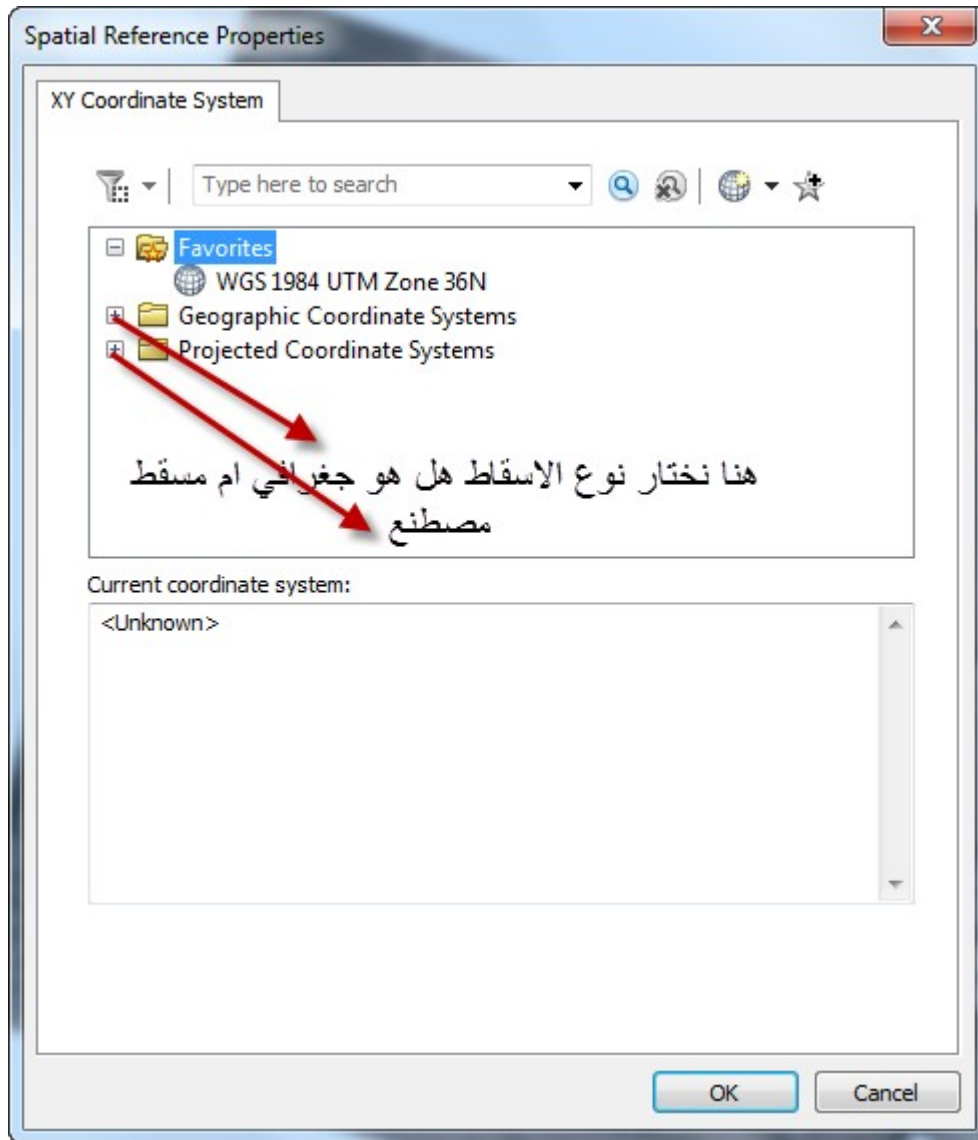 Spatial Reference Properties
XY Coordinate System
Type here to search
Favorites
WGS 1984 UTM Zone 36N
Geographic Coordinate Systems
Projected Coordinate Systems
هنا نختار نوع الاسقاط هل هو جغرافي ام مسقط
مصطنع
Current coordinate system:
<Unknown>
OK Cancel